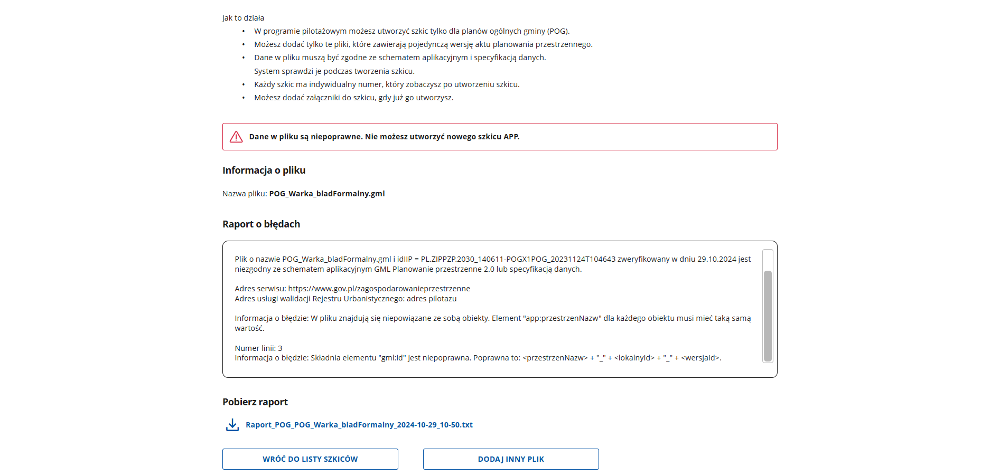 Jak to działa
• W programie pilotażowym możesz utworzyć szkic tylko dla planów ogólnych gminy (POG).
• Możesz dodać tylko te pliki, które zawierają pojedynczą wersję aktu planowania przestrzennego.
• Dane w pliku muszą być zgodne ze schematem aplikacyjnym i specyfikacją danych.
System sprawdzi je podczas tworzenia szkicu.
• Każdy szkic ma indywidualny numer, który zobaczysz po utworzeniu szkicu.
• Możesz dodać załączniki do szkicu, gdy już go utworzysz.
Dane w pliku są niepoprawne. Nie możesz utworzyć nowego szkicu APP.
Informacja o pliku
Nazwa pliku: POG_Warka_bladFormalny.gml
Raport o błędach
Plik o nazwie POG_Warka_bladFormalny.gml i idIIP = PL.ZIPPZP.2030_140611-POGX1POG_20231124T104643 zweryfikowany w dniu 29.10.2024 jest
niezgodny ze schematem aplikacyjnym GML Planowanie przestrzenne 2.0 lub specyfikacją danych.
Adres serwisu: https://www.gov.pl/zagospodarowanieprzestrzenne
Adres usługi walidacji Rejestru Urbanistycznego: adres pilotazu
Informacja o błędzie: W pliku znajdują się niepowiązane ze sobą obiekty. Element "app:przestrzenNazw" dla każdego obiektu musi mieć taką samą
wartość.
Numer linii: 3
Informacja o błędzie: Składnia elementu "gml:id" jest niepoprawna. Poprawna to: <przestrzenNazw> + "_" + <lokalnyId> + "_" + <wersjaId>.
Pobierz raport
Raport_POG_POG_Warka_bladFormalny_2024-10-29_10-50.txt
WRÓĆ DO LISTY SZKICÓW
DODAJ INNY PLIK